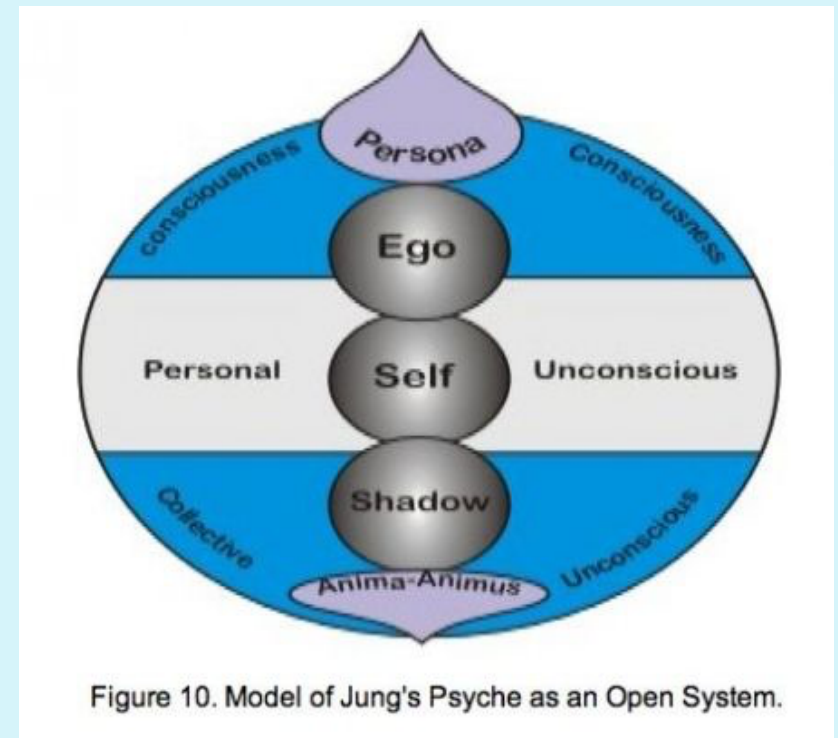 Persona
consciousness
Consciousness
Ego
Personal
Self
Unconscious
Shadow
Collective
Unconscious
Anima-Animus
Figure 10. Model of Jung's Psyche as an Open System.